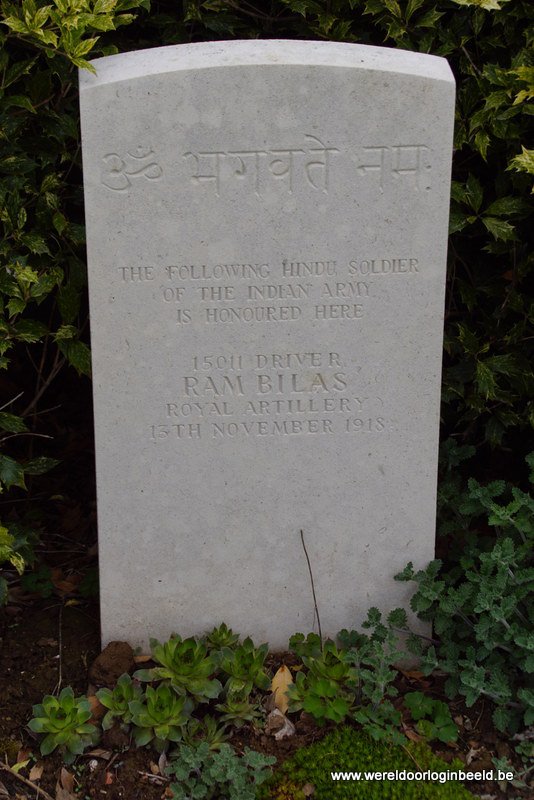 ॐ भगवते नमः
THE FOLLOWING HINDU SOLDIER
OF THE INDIAN ARMY
IS HONOURED HERE
15011 DRIVER
RAM BILAS
ROYAL ARTILLERY
13TH NOVEMBER 1918
www.wereldoorloginbeeld.be